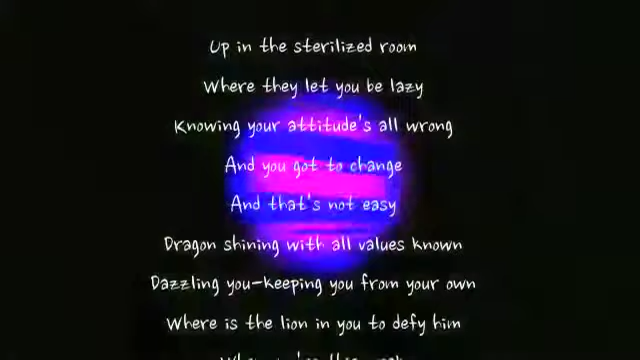 Up in the sterilized room
Where they let you be lazy
Knowing your attitude's all wrong
And you got to change
And that's not easy
Dragon shining with all values known
Dazzling you-keeping you from your own
Where is the lion in you to defy him